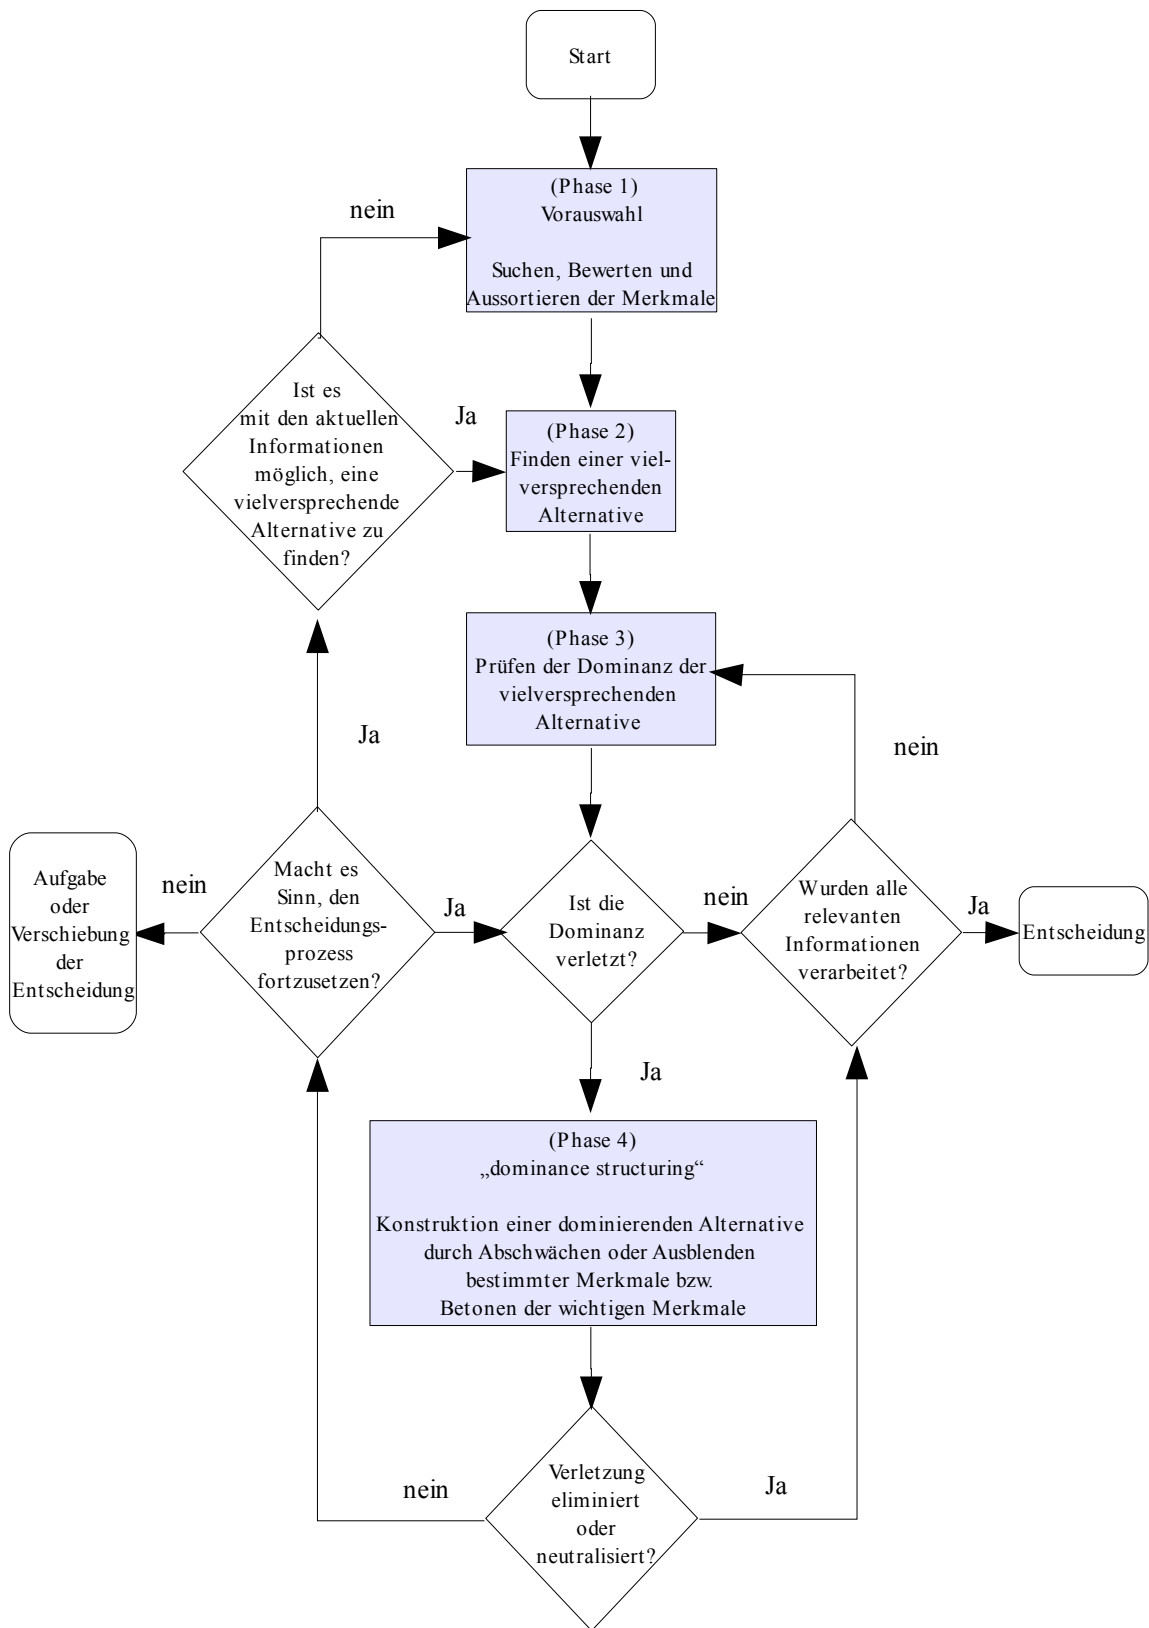 Start
(Phase 1)
Vorauswahl
Suchen, Bewerten und
Aussortieren der Merkmale
nein
Ist es
mit den aktuellen
Informationen
möglich, eine
vielversprechende
Alternative zu
finden?
Ja
(Phase 2)
Finden einer viel-
versprechenden
Alternative
(Phase 3)
Prüfen der Dominanz der
vielversprechenden
Alternative
Ja
nein
Aufgabe
oder
Verschiebung
der
Entscheidung
nein
Macht es
Sinn, den
Entscheidungs-
prozess
fortzusetzen?
Ja
Ist die
Dominanz
verletzt?
nein
Wurden alle
relevanten
Informationen
verarbeitet?
Ja
Entscheidung
Ja
(Phase 4)
„dominance structuring“
Konstruktion einer dominierenden Alternative
durch Abschwächen oder Ausblenden
bestimmter Merkmale bzw.
Betonen der wichtigen Merkmale
nein
Verletzung
eliminiert
oder
neutralisiert?
Ja